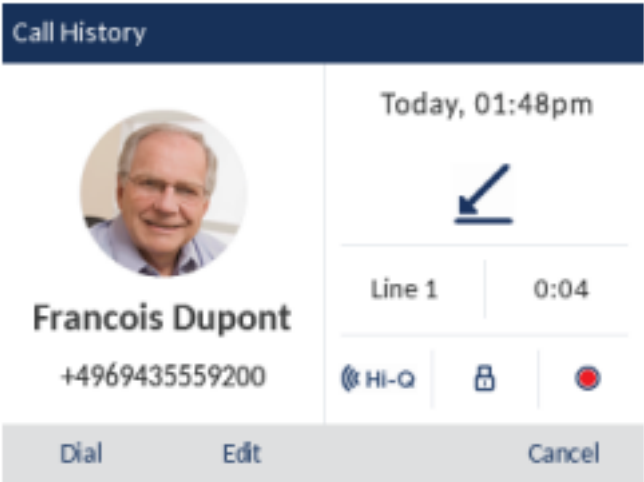 Call History
Francois Dupont
+4969435559200
Today, 01:48pm
Line 1 0:04
Hi-Q
Dial Edit Cancel